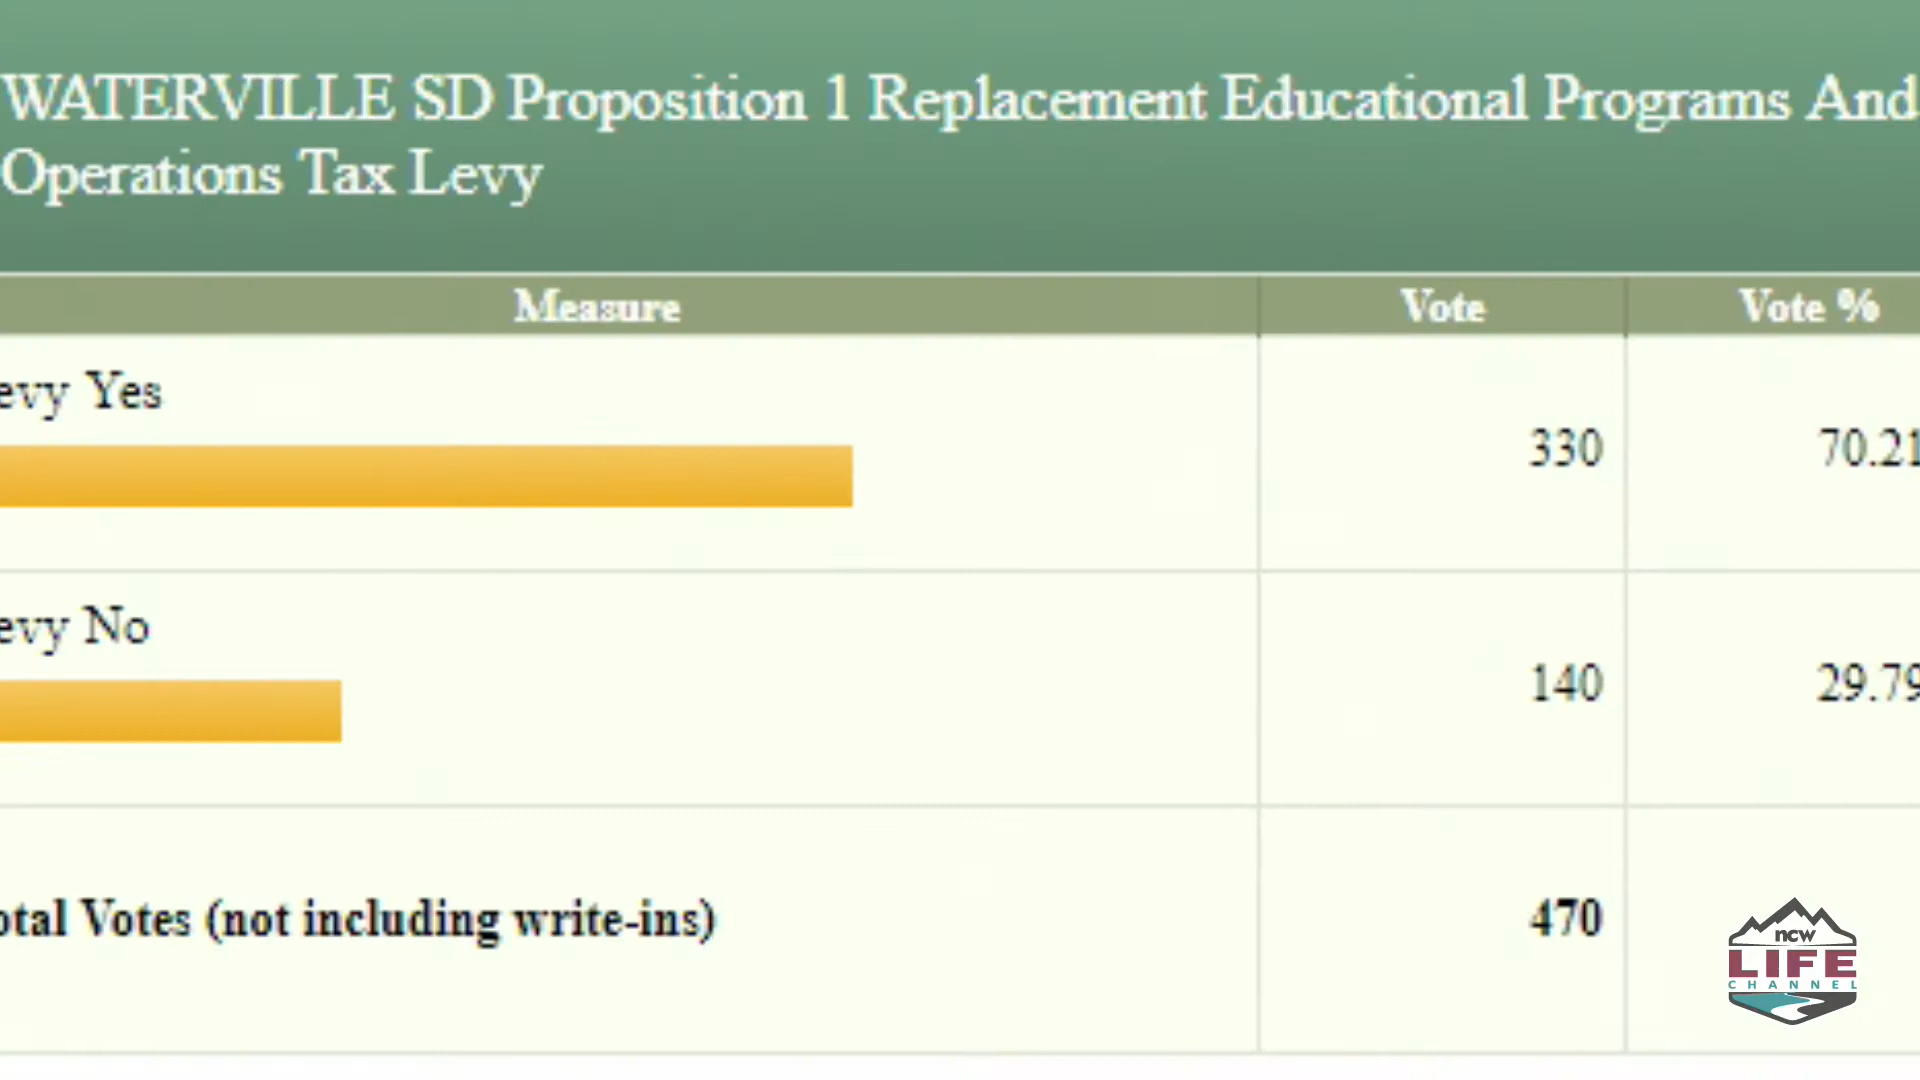 WATERVILLE SD Proposition 1 Replacement Educational Programs And
Operations Tax Levy
Measure Vote Vote %
evy Yes
330 70.21
evy No
140 29.79
otal Votes (not including write-ins) 470
ncw
LIFE
CHANNEL